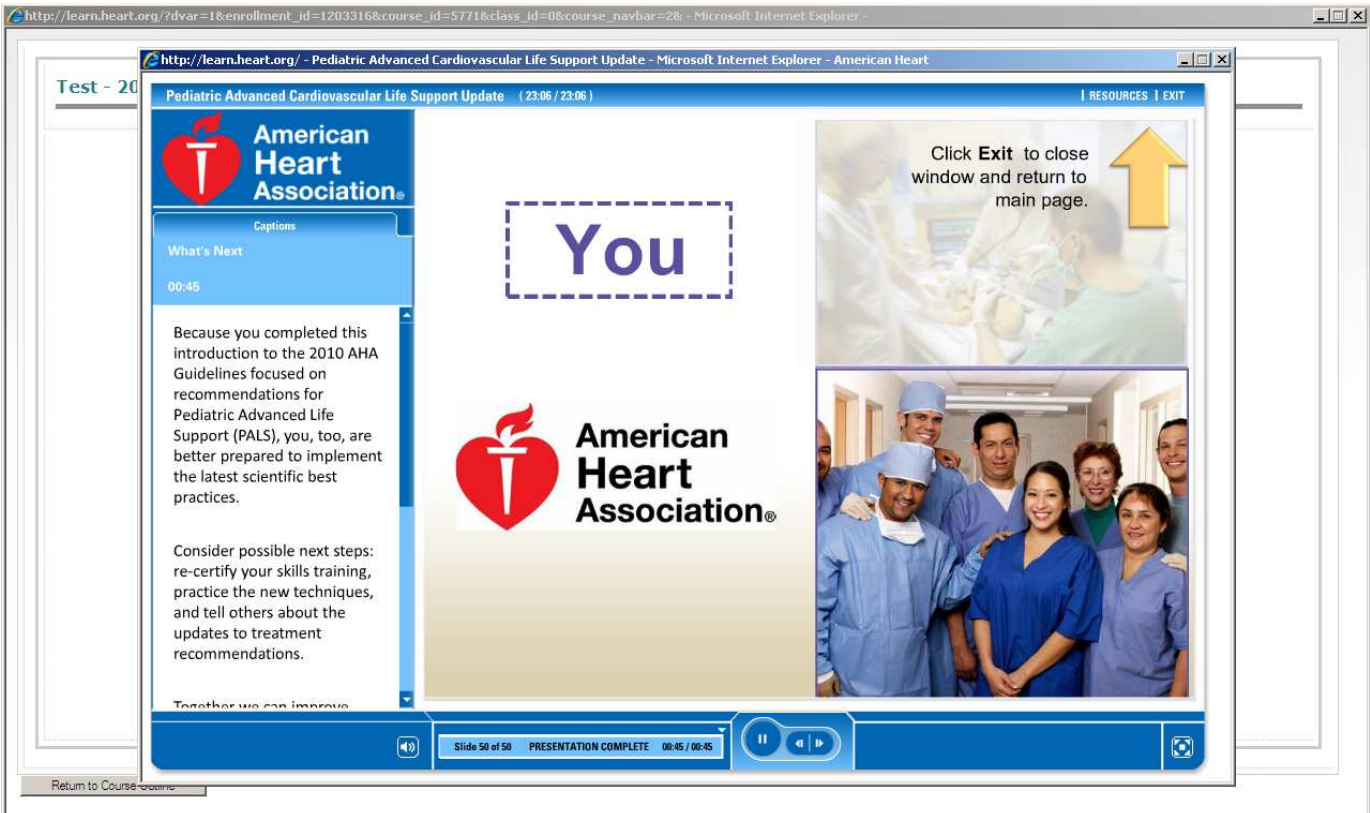 http://learn.heart.org/?dvar=1&enrollment_id=12033168&course_id=5771&class_id=0&course_navbar=2& - Microsoft Internet Explorer -
Test - 20
http://learn.heart.org/ - Pediatric Advanced Cardiovascular Life Support Update - Microsoft Internet Explorer - American Heart
Pediatric Advanced Cardiovascular Life Support Update ( 23:06 / 23:06 )
| RESOURCES | EXIT
American
Heart
Association®
Captions
What's Next
00:45
Because you completed this
introduction to the 2010 AHA
Guidelines focused on
recommendations for
Pediatric Advanced Life
Support (PALS), you, too, are
better prepared to implement
the latest scientific best
practices.
Consider possible next steps:
re-certify your skills training,
practice the new techniques,
and tell others about the
updates to treatment
recommendations.
Together we can improve
You
American
Heart
Association®
Click Exit to close
window and return to
main page.
Slide 50 of 50 PRESENTATION COMPLETE 00:45 / 00:45
Return to Course Outline